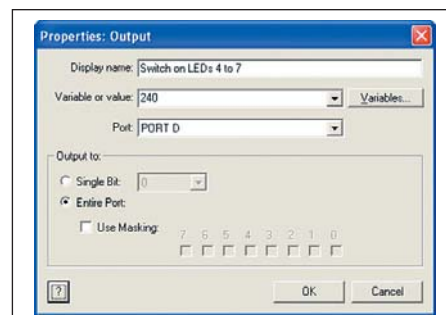 Properties: Output
Display name: Switch on LEDs 4 to 7
Variable or value: 240 Variables...
Port: PORT D
Output to:
Single Bit: 0
Entire Port:
Use Masking:
7 6 5 4 3 2 1 0
? OK Cancel